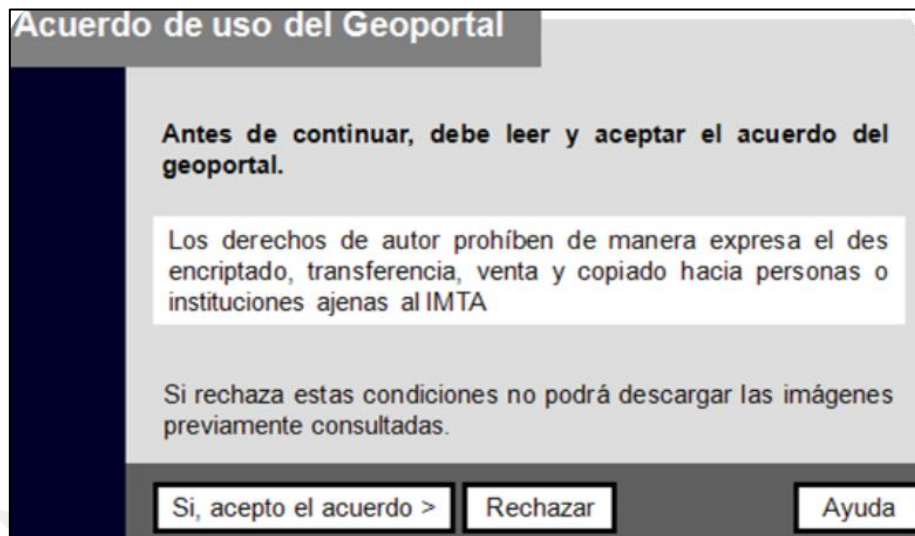 Acuerdo de uso del Geoportal
Antes de continuar, debe leer y aceptar el acuerdo del
geoportal.
Los derechos de autor prohíben de manera expresa el des
encriptado, transferencia, venta y copiado hacia personas o
instituciones ajenas al IMTA
Si rechaza estas condiciones no podrá descargar las imágenes
previamente consultadas.
Si, acepto el acuerdo > Rechazar Ayuda